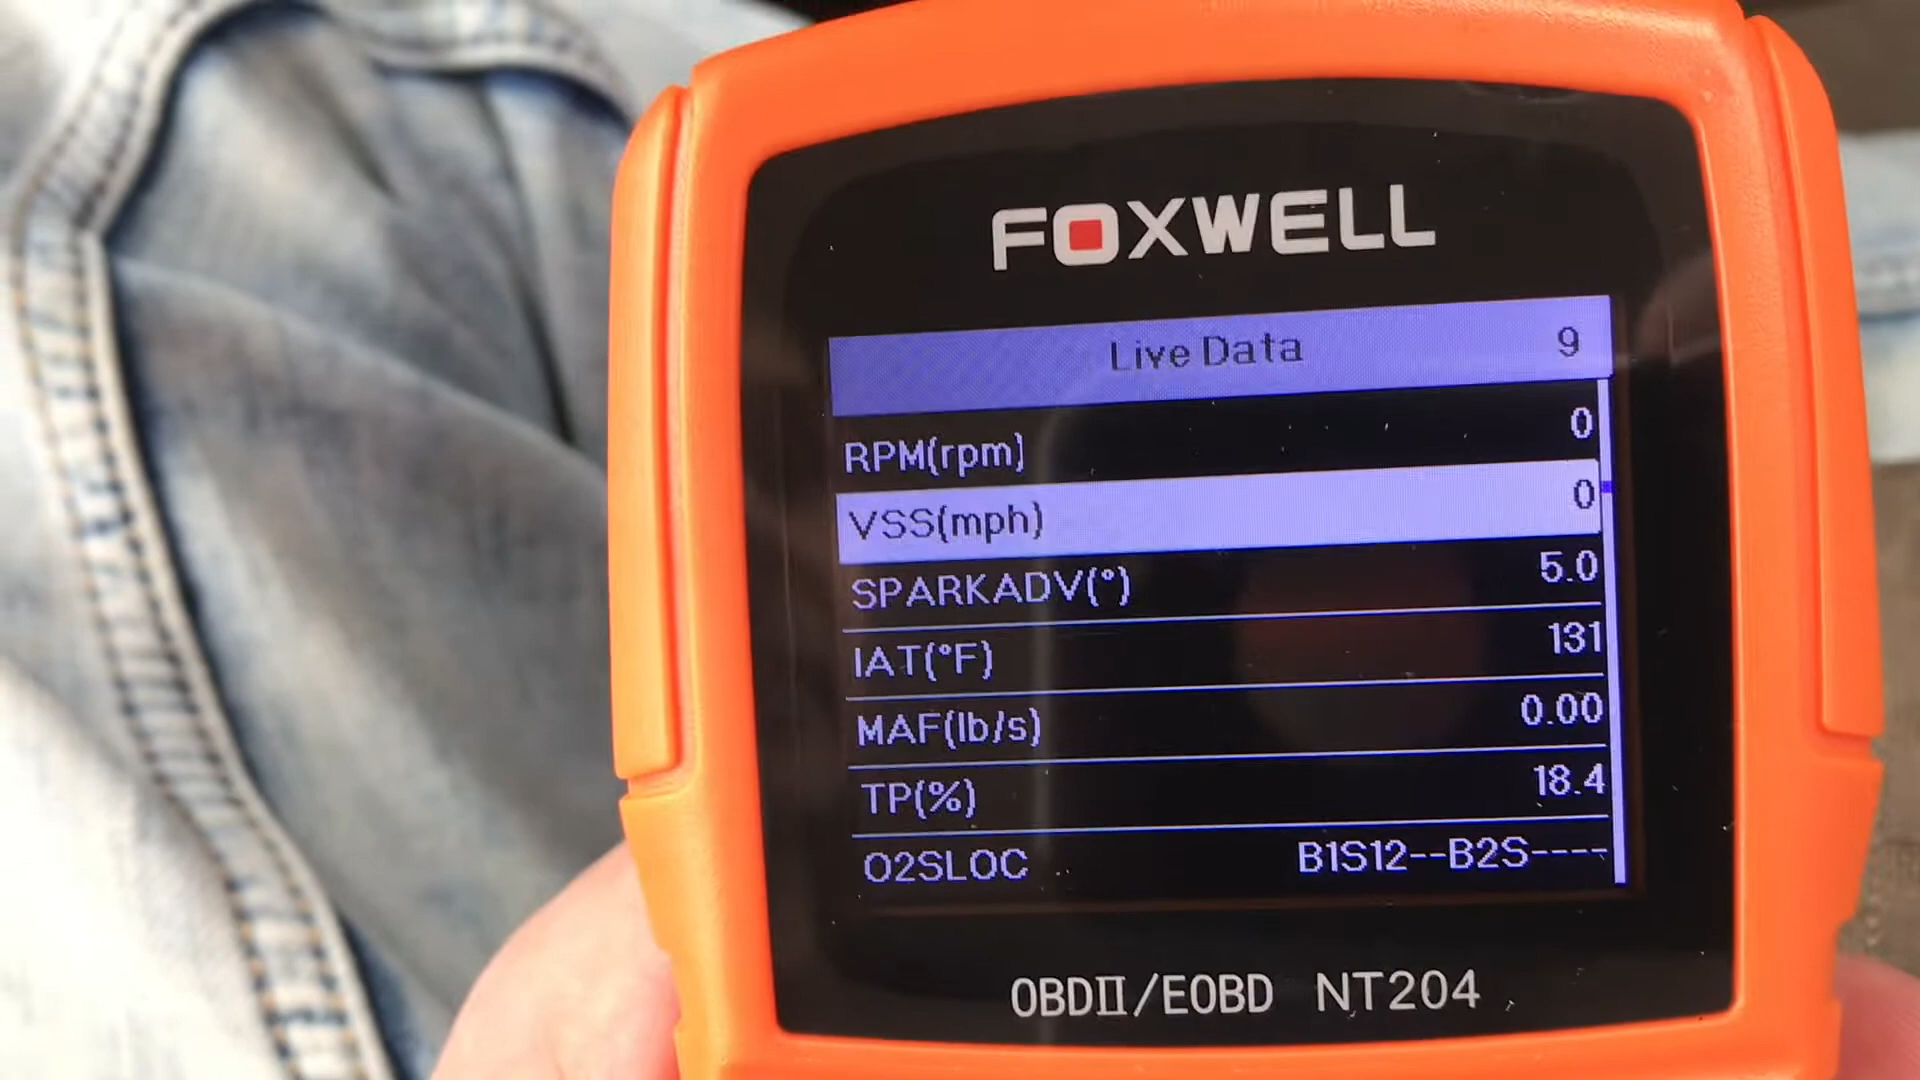 FOXWELL
Live Data 9
RPM(rpm) 0
VSS(mph) 0
SPARKADV(°) 5.0
IAT(°F) 131
MAF(lb/s) 0.00
TP(%) 18.4
O2SLOC B1S12--B2S----
OBDII/EOBD NT204